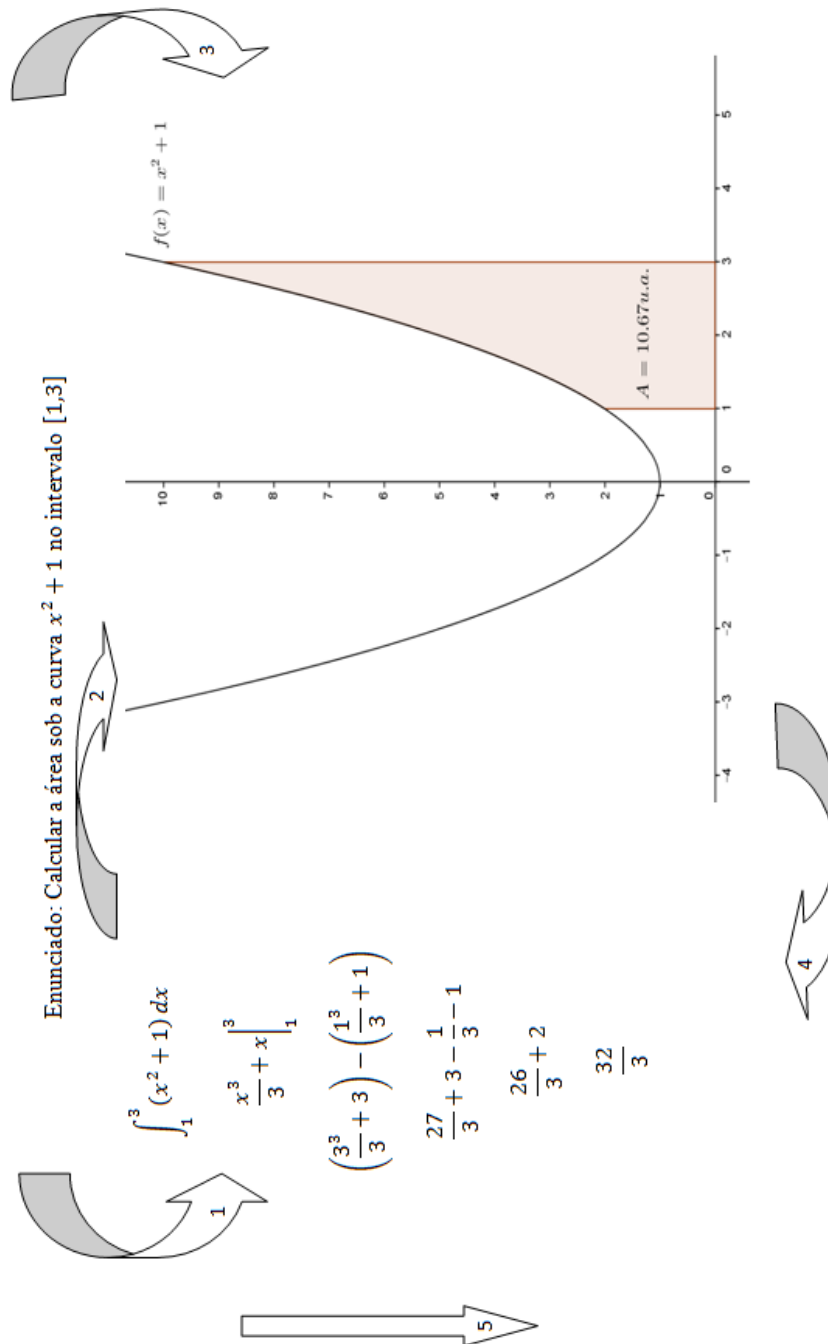 Enunciado: Calcular a área sob a curva x² + 1 no intervalo [1,3]
1
2
3
4
5
∫₁³ (x² + 1) dx
x³/3 + x |₁³
(3³/3 + 3) − (1³/3 + 1)
27/3 + 3 − 1/3 − 1
26/3 + 2
32/3
f(x) = x² + 1
A = 10.67u.a.
10
9
8
7
6
5
4
3
2
1
0
−4 −3 −2 −1 0 1 2 3 4 5